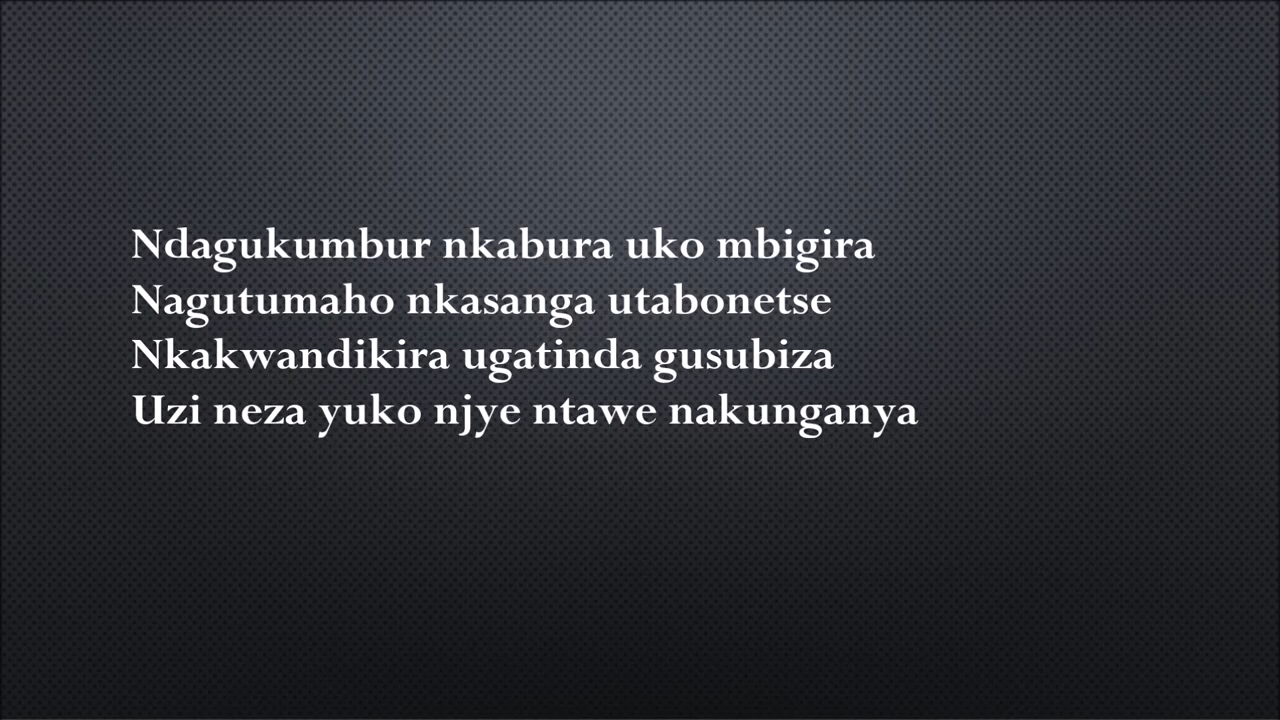 Ndagukumbur nkabura uko mbigira
Nagutumaho nkasanga utabonetse
Nkakwandikira ugatinda gusubiza
Uzi neza yuko njye ntawe nakunganya